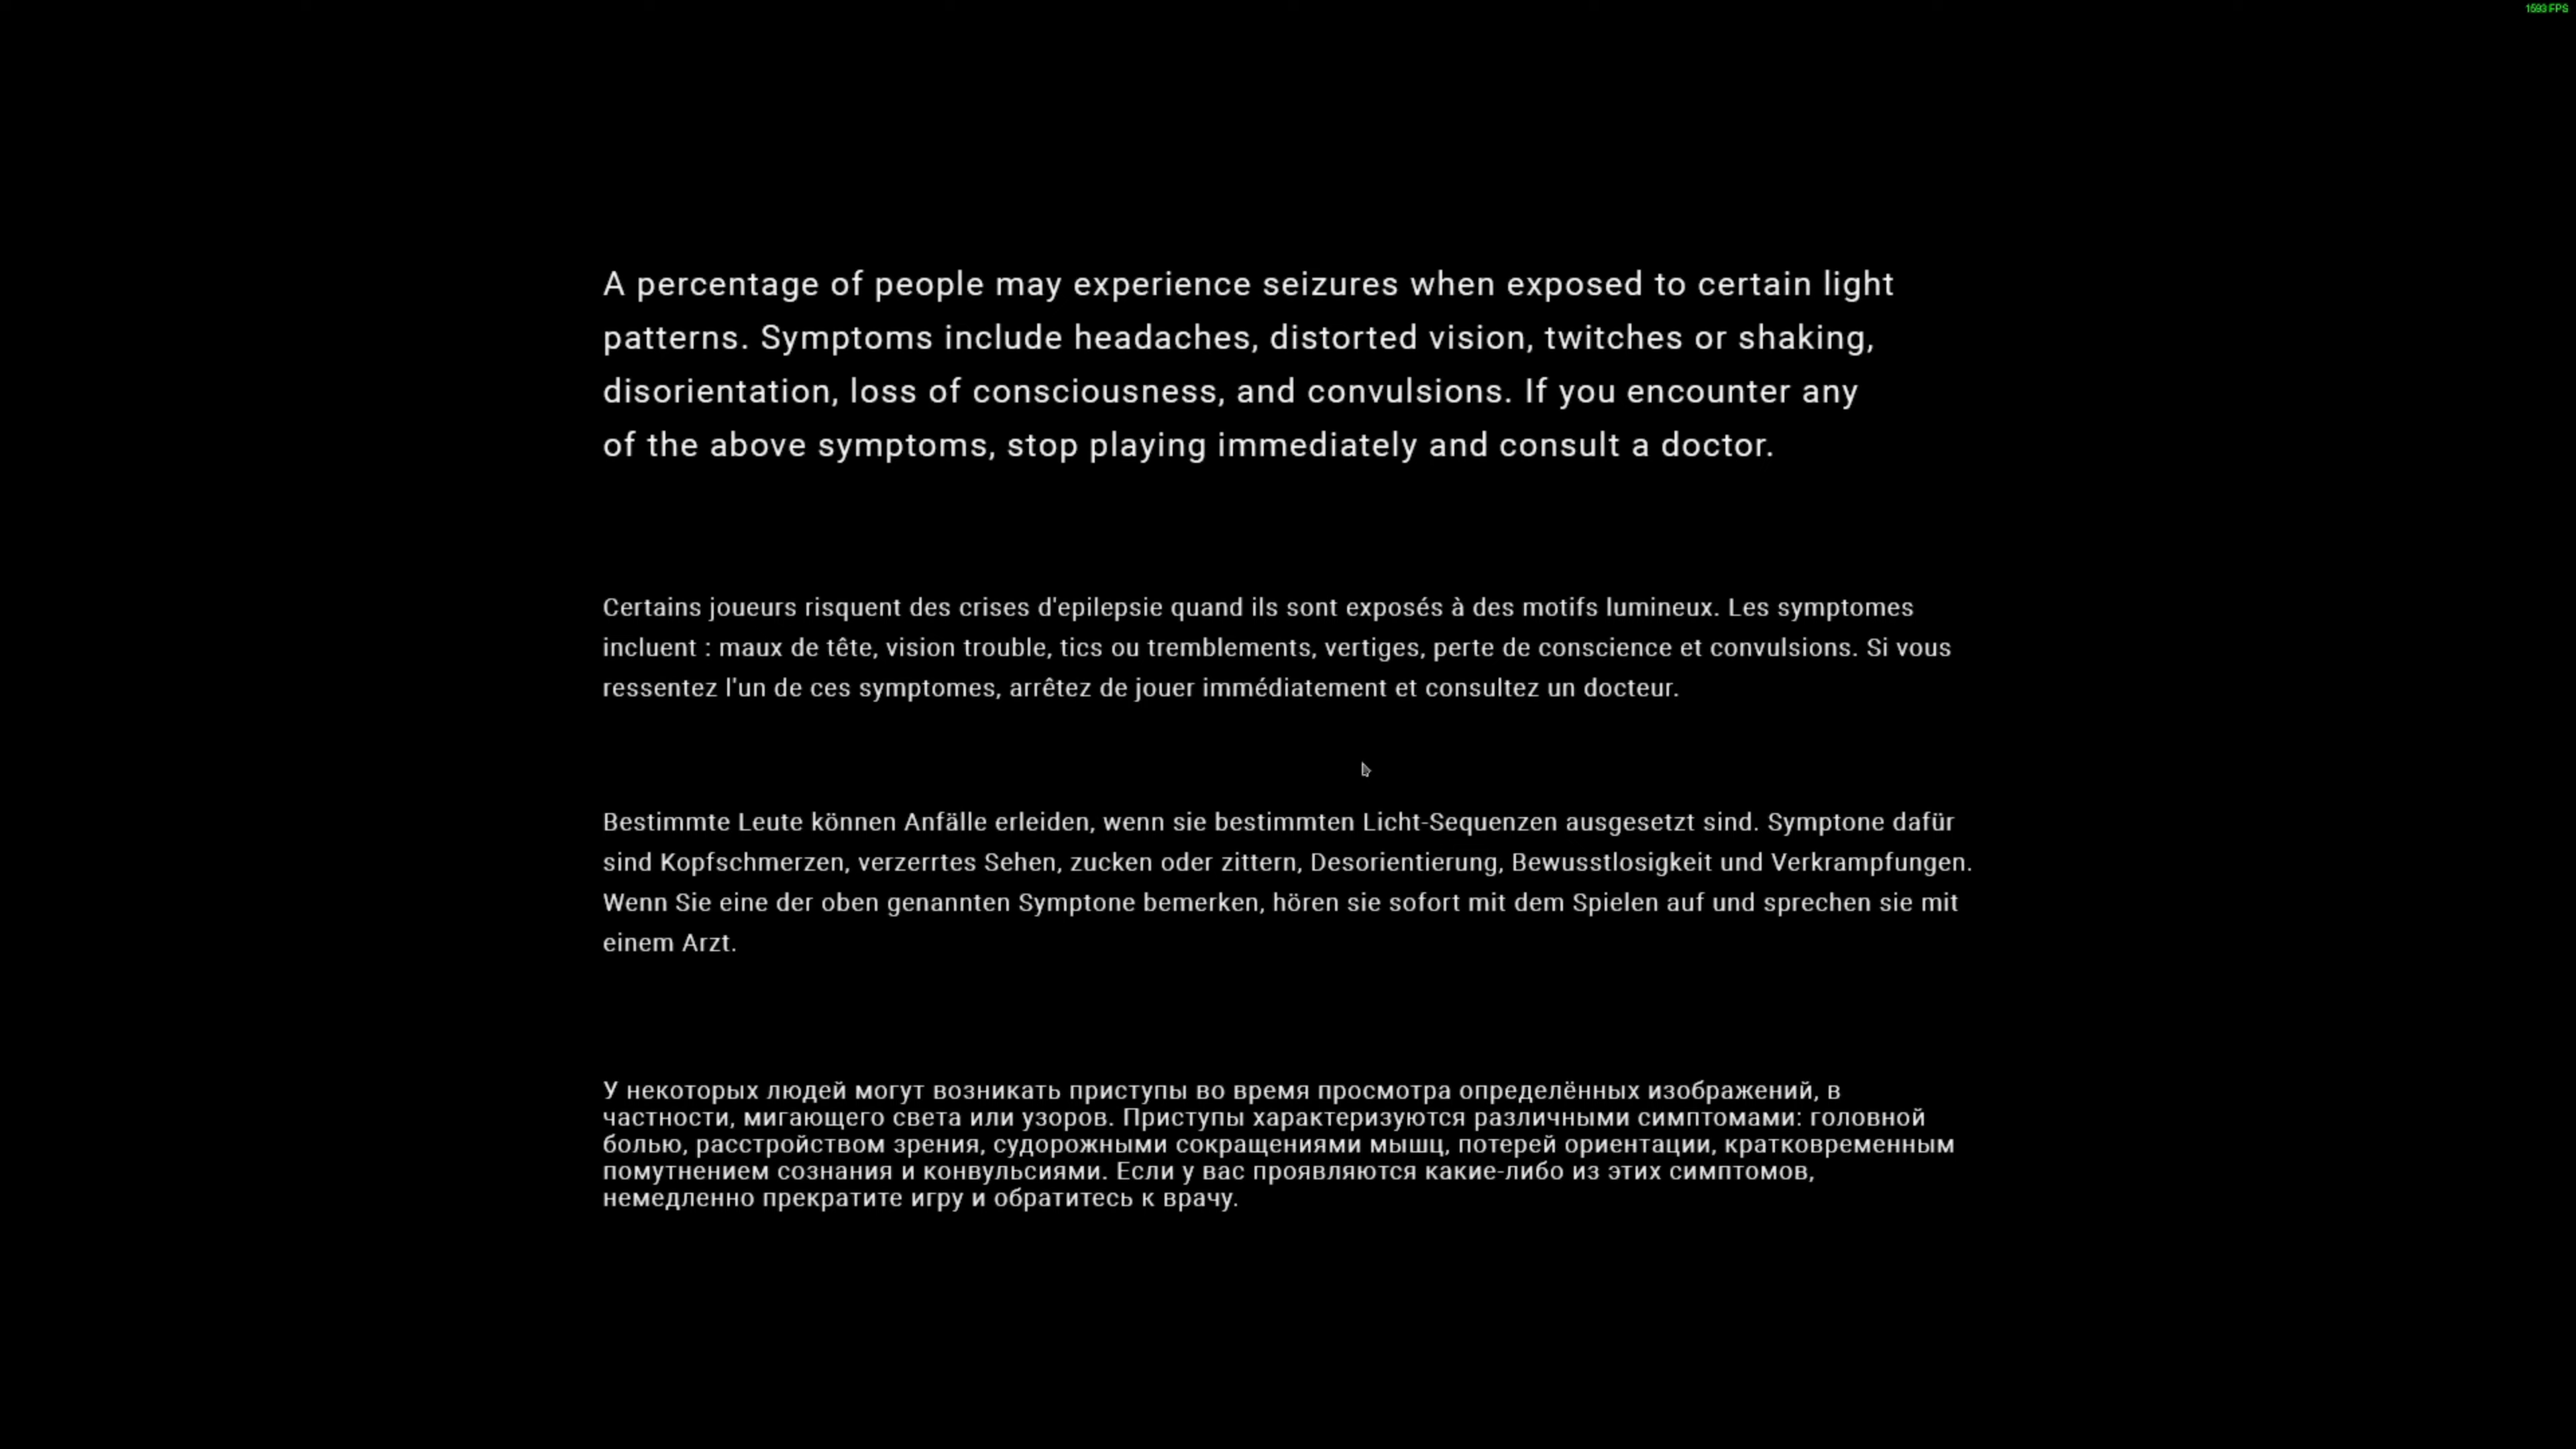 1593 FPS
A percentage of people may experience seizures when exposed to certain light
patterns. Symptoms include headaches, distorted vision, twitches or shaking,
disorientation, loss of consciousness, and convulsions. If you encounter any
of the above symptoms, stop playing immediately and consult a doctor.
Certains joueurs risquent des crises d'epilepsie quand ils sont exposés à des motifs lumineux. Les symptomes
incluent : maux de tête, vision trouble, tics ou tremblements, vertiges, perte de conscience et convulsions. Si vous
ressentez l'un de ces symptomes, arrêtez de jouer immédiatement et consultez un docteur.
Bestimmte Leute können Anfälle erleiden, wenn sie bestimmten Licht-Sequenzen ausgesetzt sind. Symptone dafür
sind Kopfschmerzen, verzerrtes Sehen, zucken oder zittern, Desorientierung, Bewusstlosigkeit und Verkrampfungen.
Wenn Sie eine der oben genannten Symptone bemerken, hören sie sofort mit dem Spielen auf und sprechen sie mit
einem Arzt.
У некоторых людей могут возникать приступы во время просмотра определённых изображений, в
частности, мигающего света или узоров. Приступы характеризуются различными симптомами: головной
болью, расстройством зрения, судорожными сокращениями мышц, потерей ориентации, кратковременным
помутнением сознания и конвульсиями. Если у вас проявляются какие-либо из этих симптомов,
немедленно прекратите игру и обратитесь к врачу.